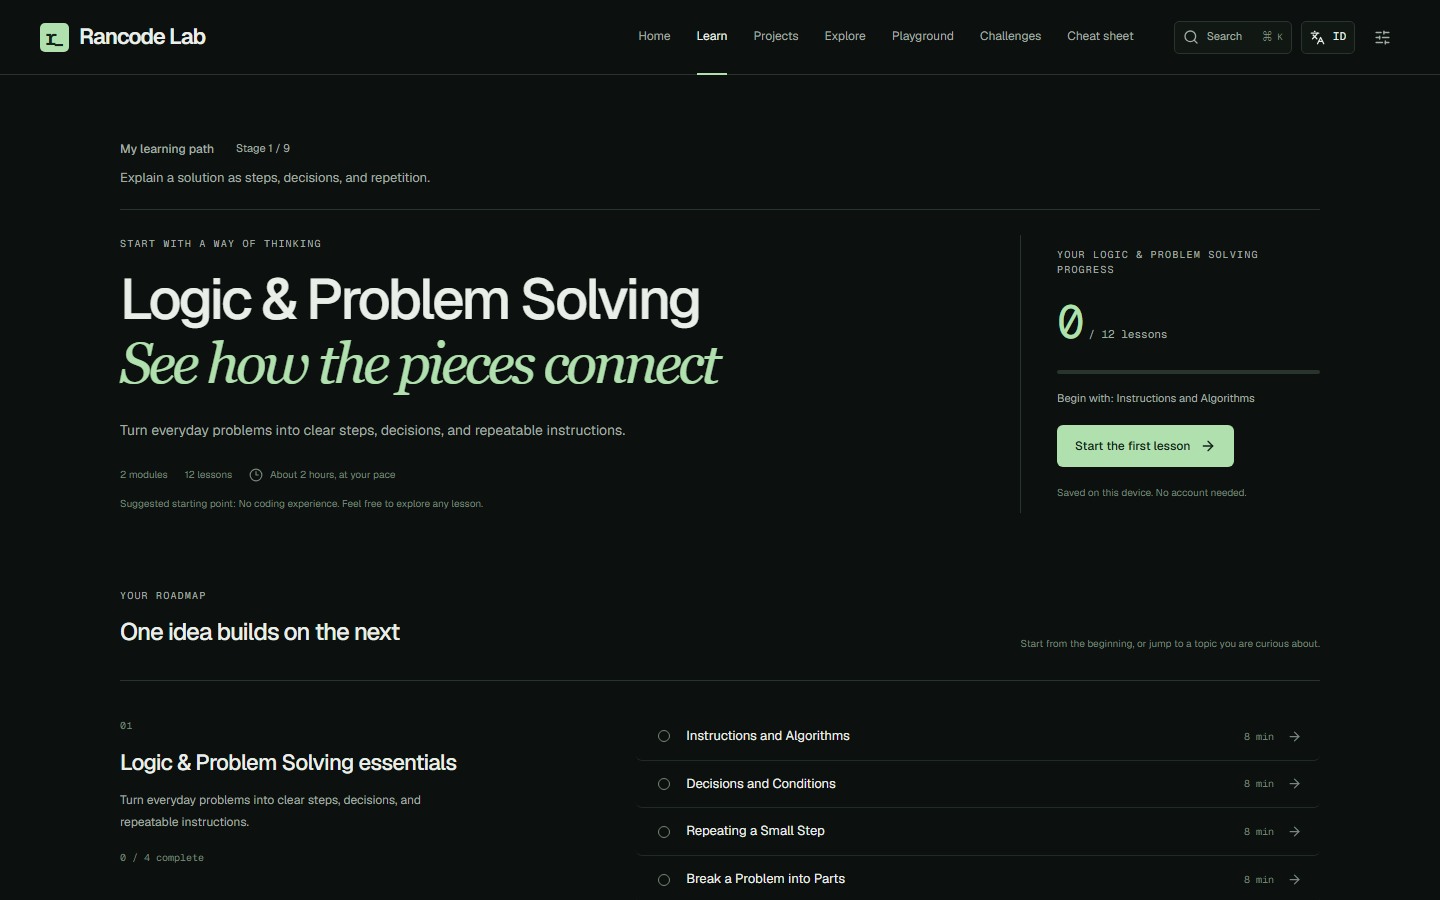 r_ Rancode Lab
Home Learn Projects Explore Playground Challenges Cheat sheet Search ⌘ K ID
My learning path Stage 1 / 9
Explain a solution as steps, decisions, and repetition.
START WITH A WAY OF THINKING
Logic & Problem Solving
See how the pieces connect
Turn everyday problems into clear steps, decisions, and repeatable instructions.
2 modules 12 lessons About 2 hours, at your pace
Suggested starting point: No coding experience. Feel free to explore any lesson.
YOUR LOGIC & PROBLEM SOLVING
PROGRESS
0 / 12 lessons
Begin with: Instructions and Algorithms
Start the first lesson
Saved on this device. No account needed.
YOUR ROADMAP
One idea builds on the next
Start from the beginning, or jump to a topic you are curious about.
01
Logic & Problem Solving essentials
Turn everyday problems into clear steps, decisions, and
repeatable instructions.
0 / 4 complete
Instructions and Algorithms 8 min
Decisions and Conditions 8 min
Repeating a Small Step 8 min
Break a Problem into Parts 8 min